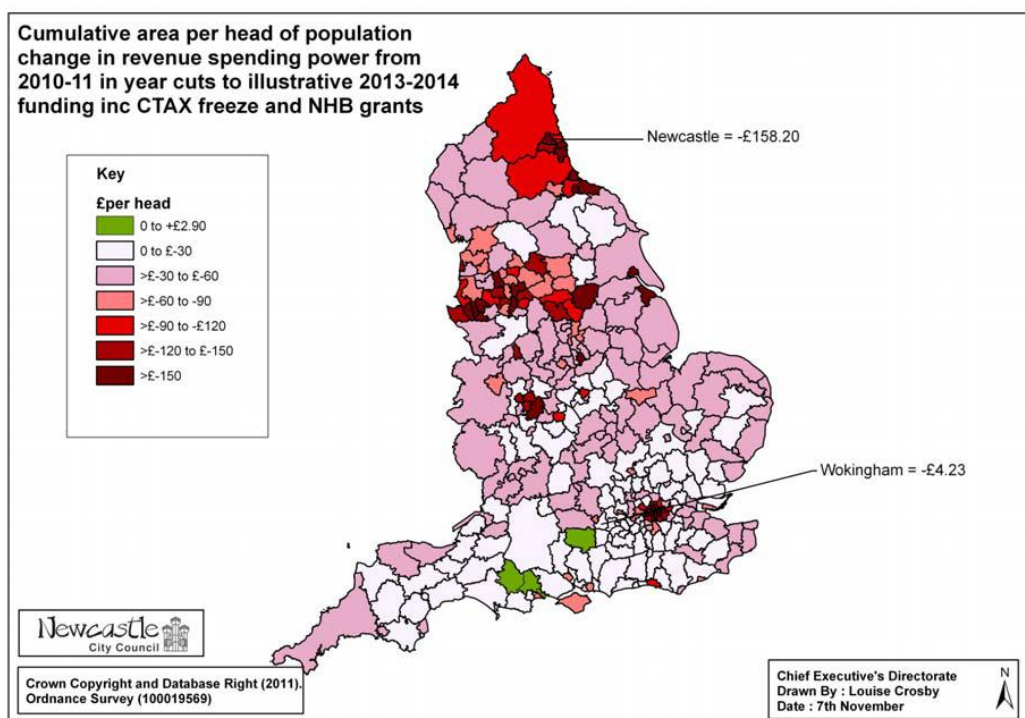 Cumulative area per head of population
change in revenue spending power from
2010-11 in year cuts to illustrative 2013-2014
funding inc CTAX freeze and NHB grants
Newcastle = -£158.20
Key
£per head
0 to +£2.90
0 to £-30
>£-30 to £-60
>£-60 to -90
>£-90 to -£120
>£-120 to £-150
>£-150
Wokingham = -£4.23
Newcastle
City Council
Crown Copyright and Database Right (2011).
Ordnance Survey (100019569)
Chief Executive's Directorate
Drawn By : Louise Crosby
Date : 7th November
N